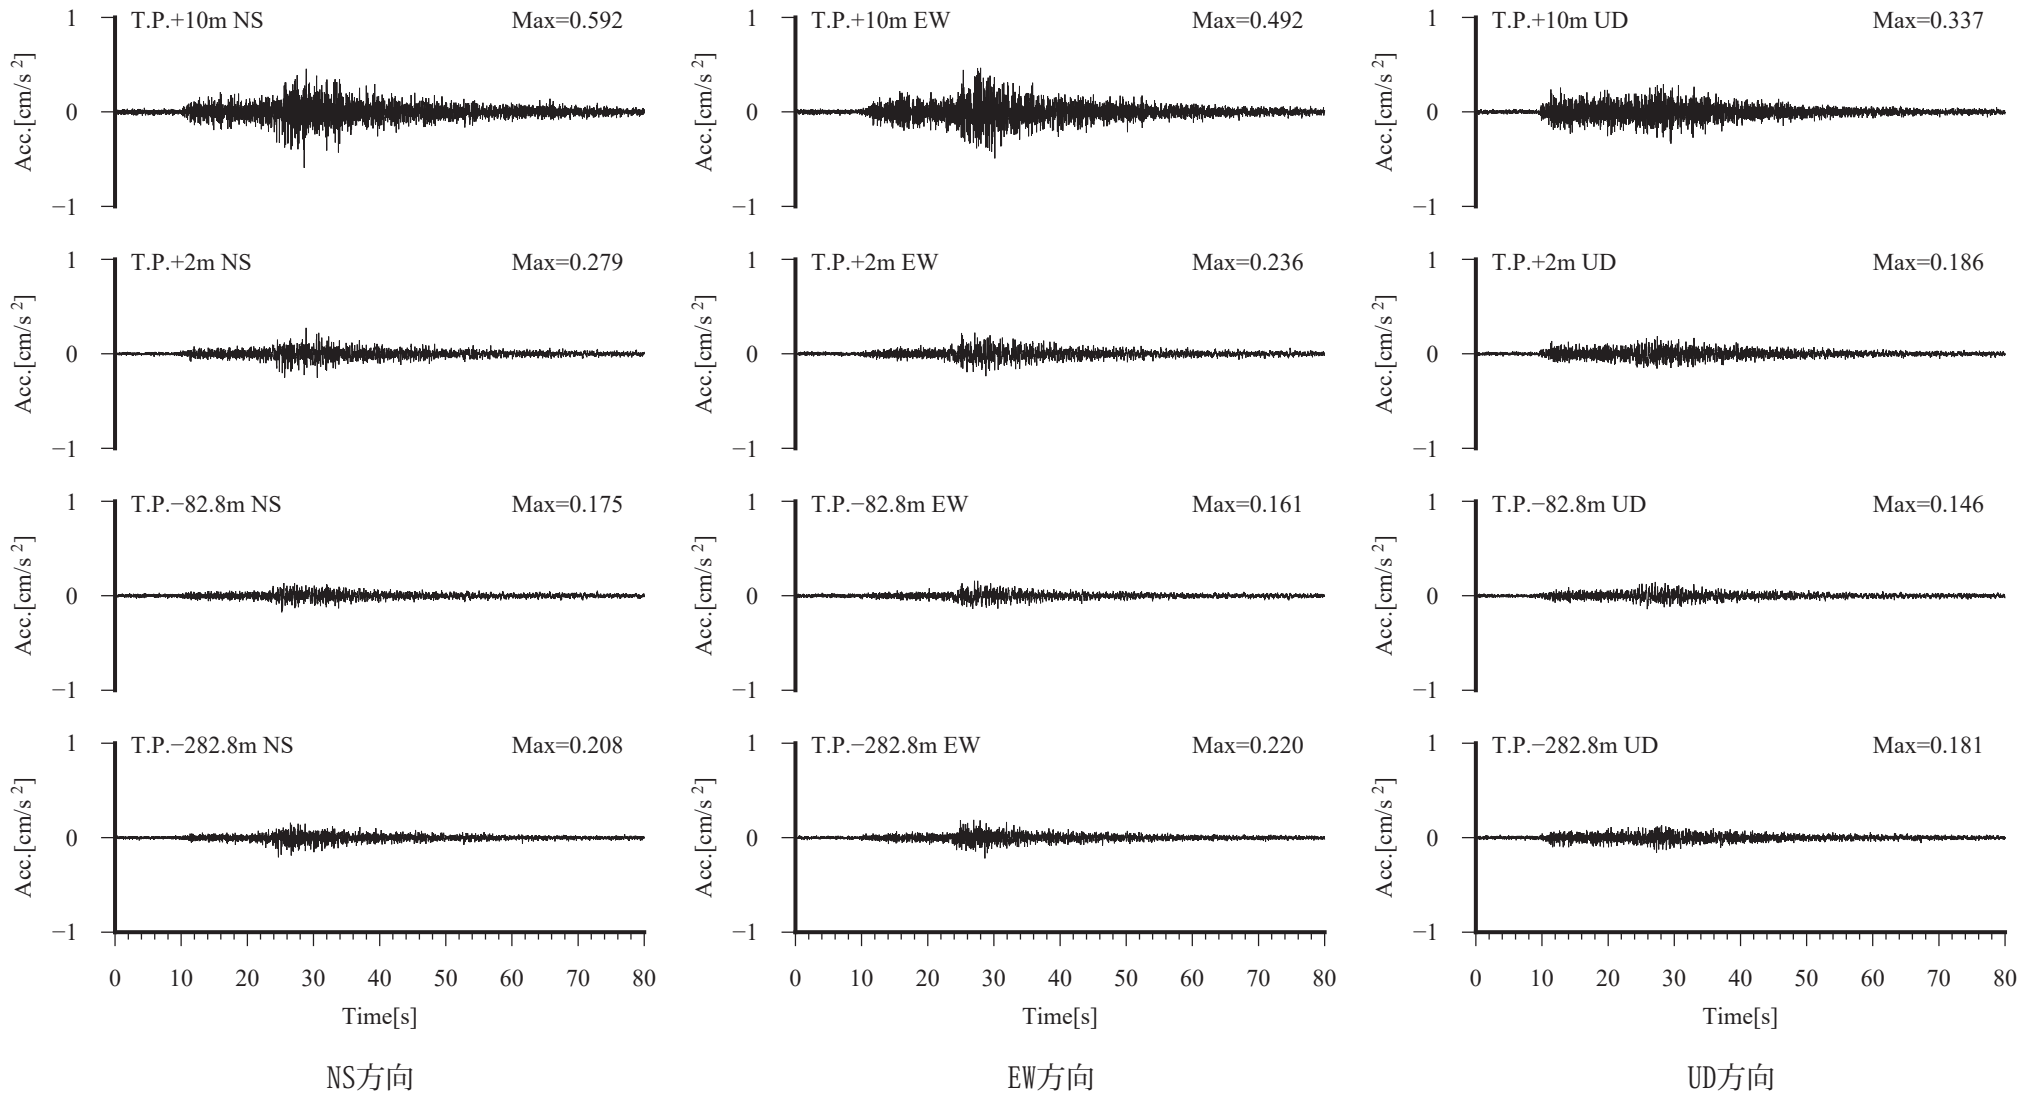 T.P.+10m NS Max=0.592
1
0
−1
Acc.[cm/s²]
T.P.+2m NS Max=0.279
1
0
−1
Acc.[cm/s²]
T.P.−82.8m NS Max=0.175
1
0
−1
Acc.[cm/s²]
T.P.−282.8m NS Max=0.208
1
0
−1
Acc.[cm/s²]
0 10 20 30 40 50 60 70 80
Time[s]
NS方向
T.P.+10m EW Max=0.492
1
0
−1
Acc.[cm/s²]
T.P.+2m EW Max=0.236
1
0
−1
Acc.[cm/s²]
T.P.−82.8m EW Max=0.161
1
0
−1
Acc.[cm/s²]
T.P.−282.8m EW Max=0.220
1
0
−1
Acc.[cm/s²]
0 10 20 30 40 50 60 70 80
Time[s]
EW方向
T.P.+10m UD Max=0.337
1
0
−1
Acc.[cm/s²]
T.P.+2m UD Max=0.186
1
0
−1
Acc.[cm/s²]
T.P.−82.8m UD Max=0.146
1
0
−1
Acc.[cm/s²]
T.P.−282.8m UD Max=0.181
1
0
−1
Acc.[cm/s²]
0 10 20 30 40 50 60 70 80
Time[s]
UD方向